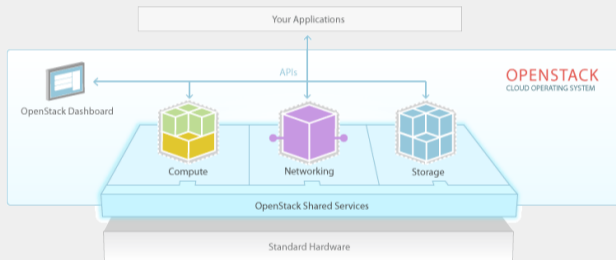 Your Applications
APIs
OPENSTACK
CLOUD OPERATING SYSTEM
OpenStack Dashboard
Compute
Networking
Storage
OpenStack Shared Services
Standard Hardware